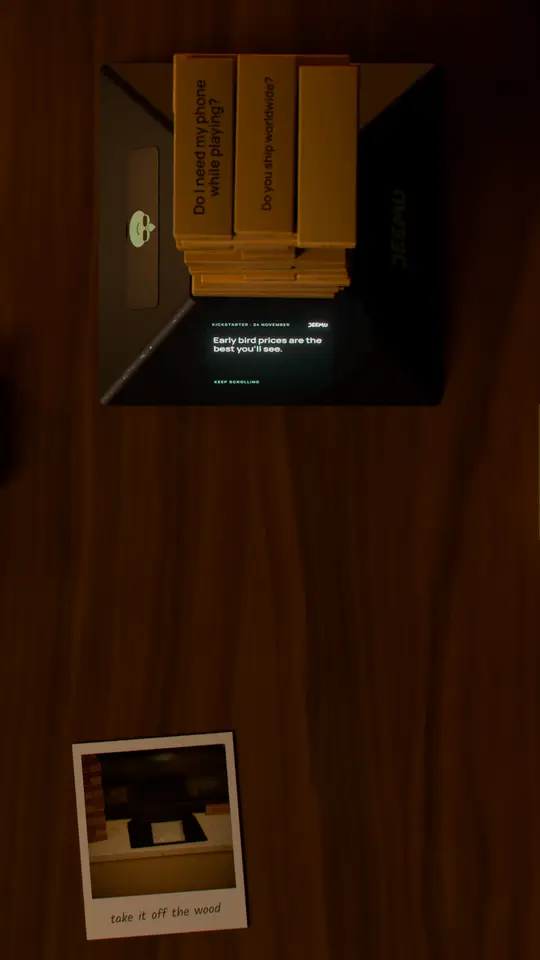 Do I need my phone
while playing?
Do you ship worldwide?
JEEMU
KICKSTARTER · 24 NOVEMBER
JEEMU
Early bird prices are the
best you'll see.
KEEP SCROLLING
take it off the wood